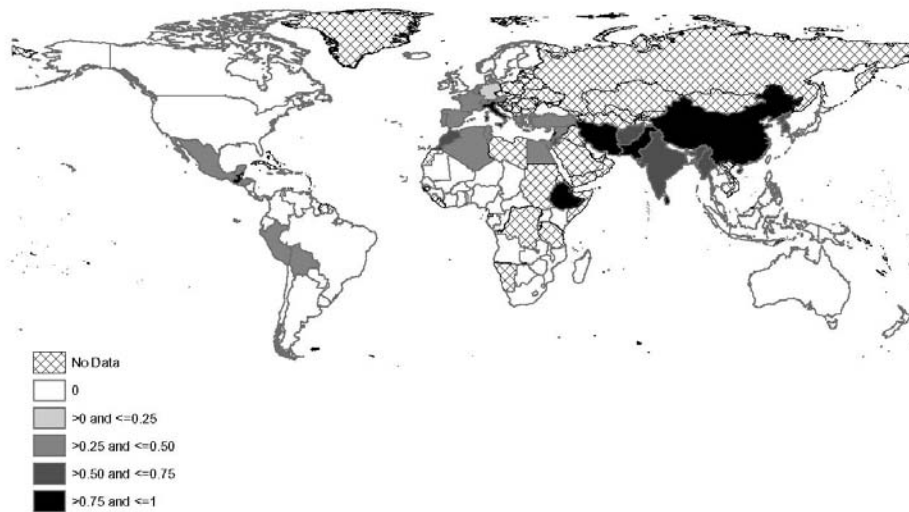 No Data
0
>0 and <=0.25
>0.25 and <=0.50
>0.50 and <=0.75
>0.75 and <=1